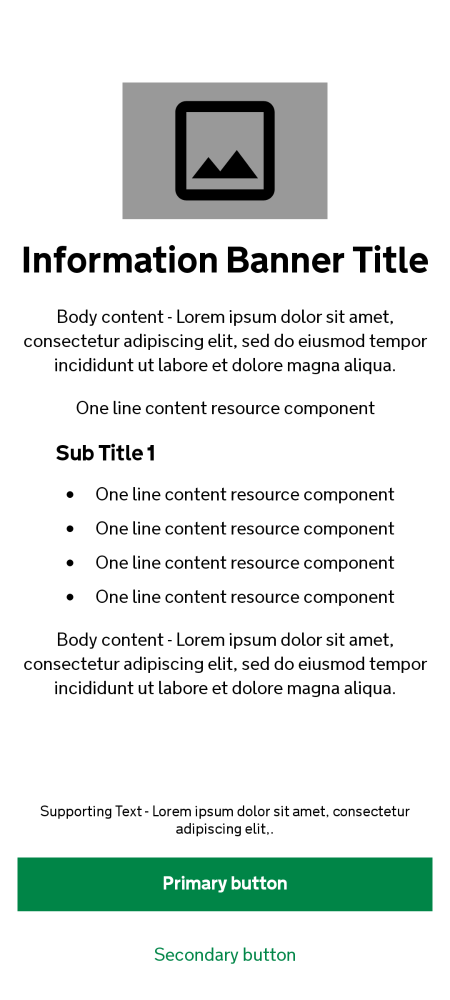 Information Banner Title
Body content - Lorem ipsum dolor sit amet,
consectetur adipiscing elit, sed do eiusmod tempor
incididunt ut labore et dolore magna aliqua.
One line content resource component
Sub Title 1
• One line content resource component
• One line content resource component
• One line content resource component
• One line content resource component
Body content - Lorem ipsum dolor sit amet,
consectetur adipiscing elit, sed do eiusmod tempor
incididunt ut labore et dolore magna aliqua.
Supporting Text - Lorem ipsum dolor sit amet, consectetur
adipiscing elit,.
Primary button
Secondary button